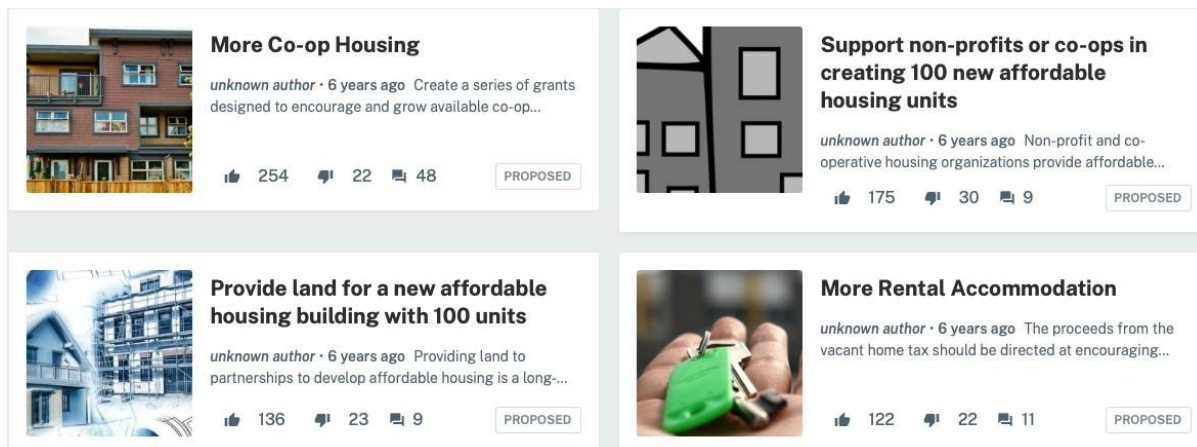 More Co-op Housing
unknown author • 6 years ago Create a series of grants
designed to encourage and grow available co-op...
254 22 48 PROPOSED
Support non-profits or co-ops in
creating 100 new affordable
housing units
unknown author • 6 years ago Non-profit and co-
operative housing organizations provide affordable...
175 30 9 PROPOSED
Provide land for a new affordable
housing building with 100 units
unknown author • 6 years ago Providing land to
partnerships to develop affordable housing is a long-...
136 23 9 PROPOSED
More Rental Accommodation
unknown author • 6 years ago The proceeds from the
vacant home tax should be directed at encouraging...
122 22 11 PROPOSED